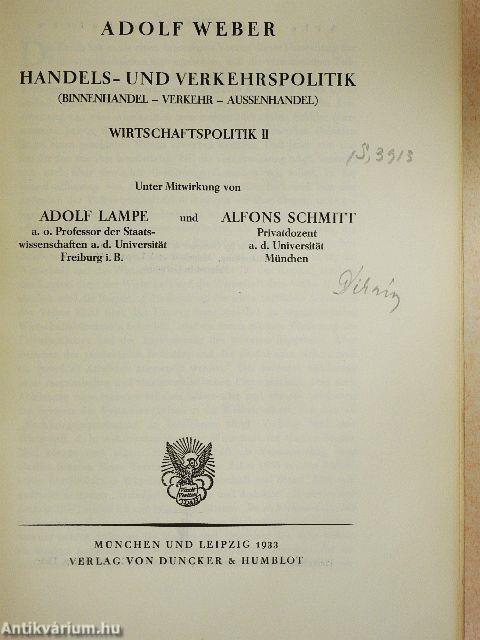 ADOLF WEBER
HANDELS- UND VERKEHRSPOLITIK
(BINNENHANDEL – VERKEHR – AUSSENHANDEL)
WIRTSCHAFTSPOLITIK II
Unter Mitwirkung von
ADOLF LAMPE
a. o. Professor der Staats-
wissenschaften a. d. Universität
Freiburg i. B.
und
ALFONS SCHMITT
Privatdozent
a. d. Universität
München
MÜNCHEN UND LEIPZIG 1933
VERLAG VON DUNCKER & HUMBLOT
Antikvárium.hu